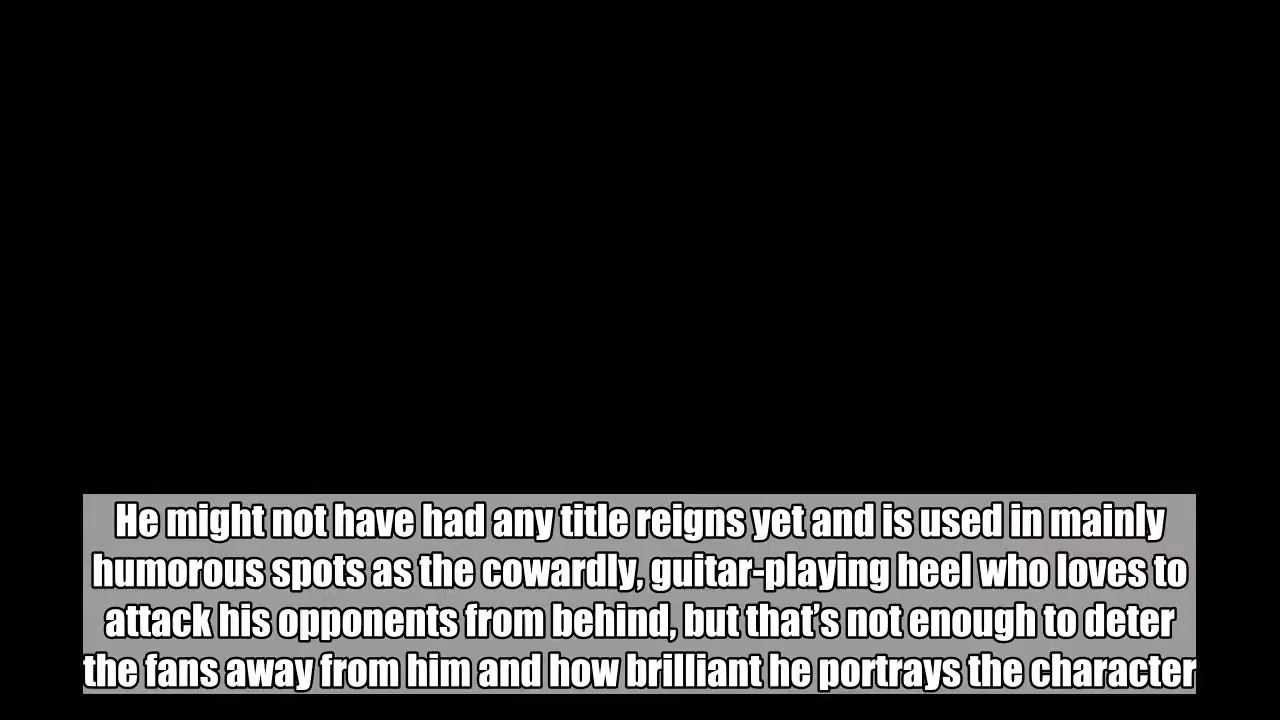 He might not have had any title reigns yet and is used in mainly
humorous spots as the cowardly, guitar-playing heel who loves to
attack his opponents from behind, but that’s not enough to deter
the fans away from him and how brilliant he portrays the character